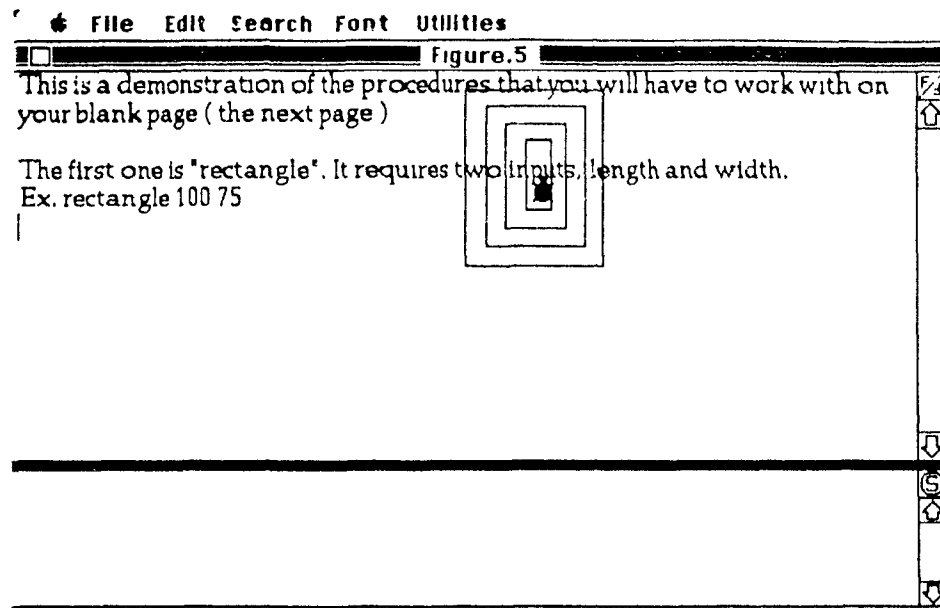 File Edit Search Font Utilities
Figure.5
This is a demonstration of the procedures that you will have to work with on
your blank page ( the next page )
The first one is "rectangle". It requires two inputs, length and width.
Ex. rectangle 100 75
S